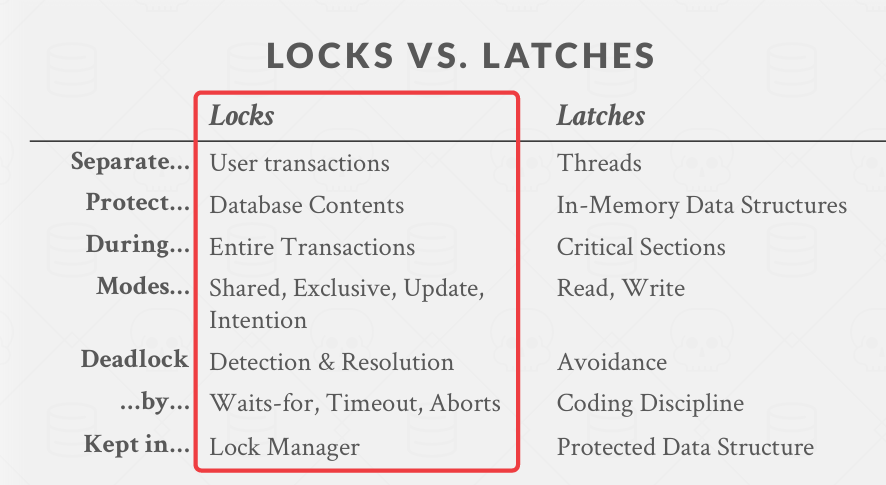 LOCKS VS. LATCHES
Locks Latches
Separate... User transactions Threads
Protect... Database Contents In-Memory Data Structures
During... Entire Transactions Critical Sections
Modes... Shared, Exclusive, Update, Read, Write
Intention
Deadlock Detection & Resolution Avoidance
...by... Waits-for, Timeout, Aborts Coding Discipline
Kept in... Lock Manager Protected Data Structure